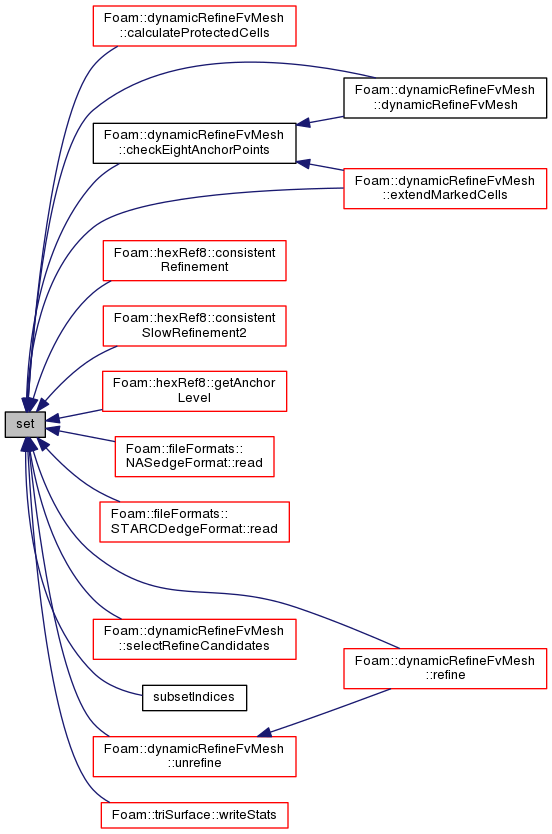 Foam::dynamicRefineFvMesh
::calculateProtectedCells
Foam::dynamicRefineFvMesh
::dynamicRefineFvMesh
Foam::dynamicRefineFvMesh
::checkEightAnchorPoints
Foam::dynamicRefineFvMesh
::extendMarkedCells
Foam::hexRef8::consistent
Refinement
Foam::hexRef8::consistent
SlowRefinement2
Foam::hexRef8::getAnchor
Level
set
Foam::fileFormats::
NASedgeFormat::read
Foam::fileFormats::
STARCDedgeFormat::read
Foam::dynamicRefineFvMesh
::selectRefineCandidates
Foam::dynamicRefineFvMesh
::refine
subsetIndices
Foam::dynamicRefineFvMesh
::unrefine
Foam::triSurface::writeStats